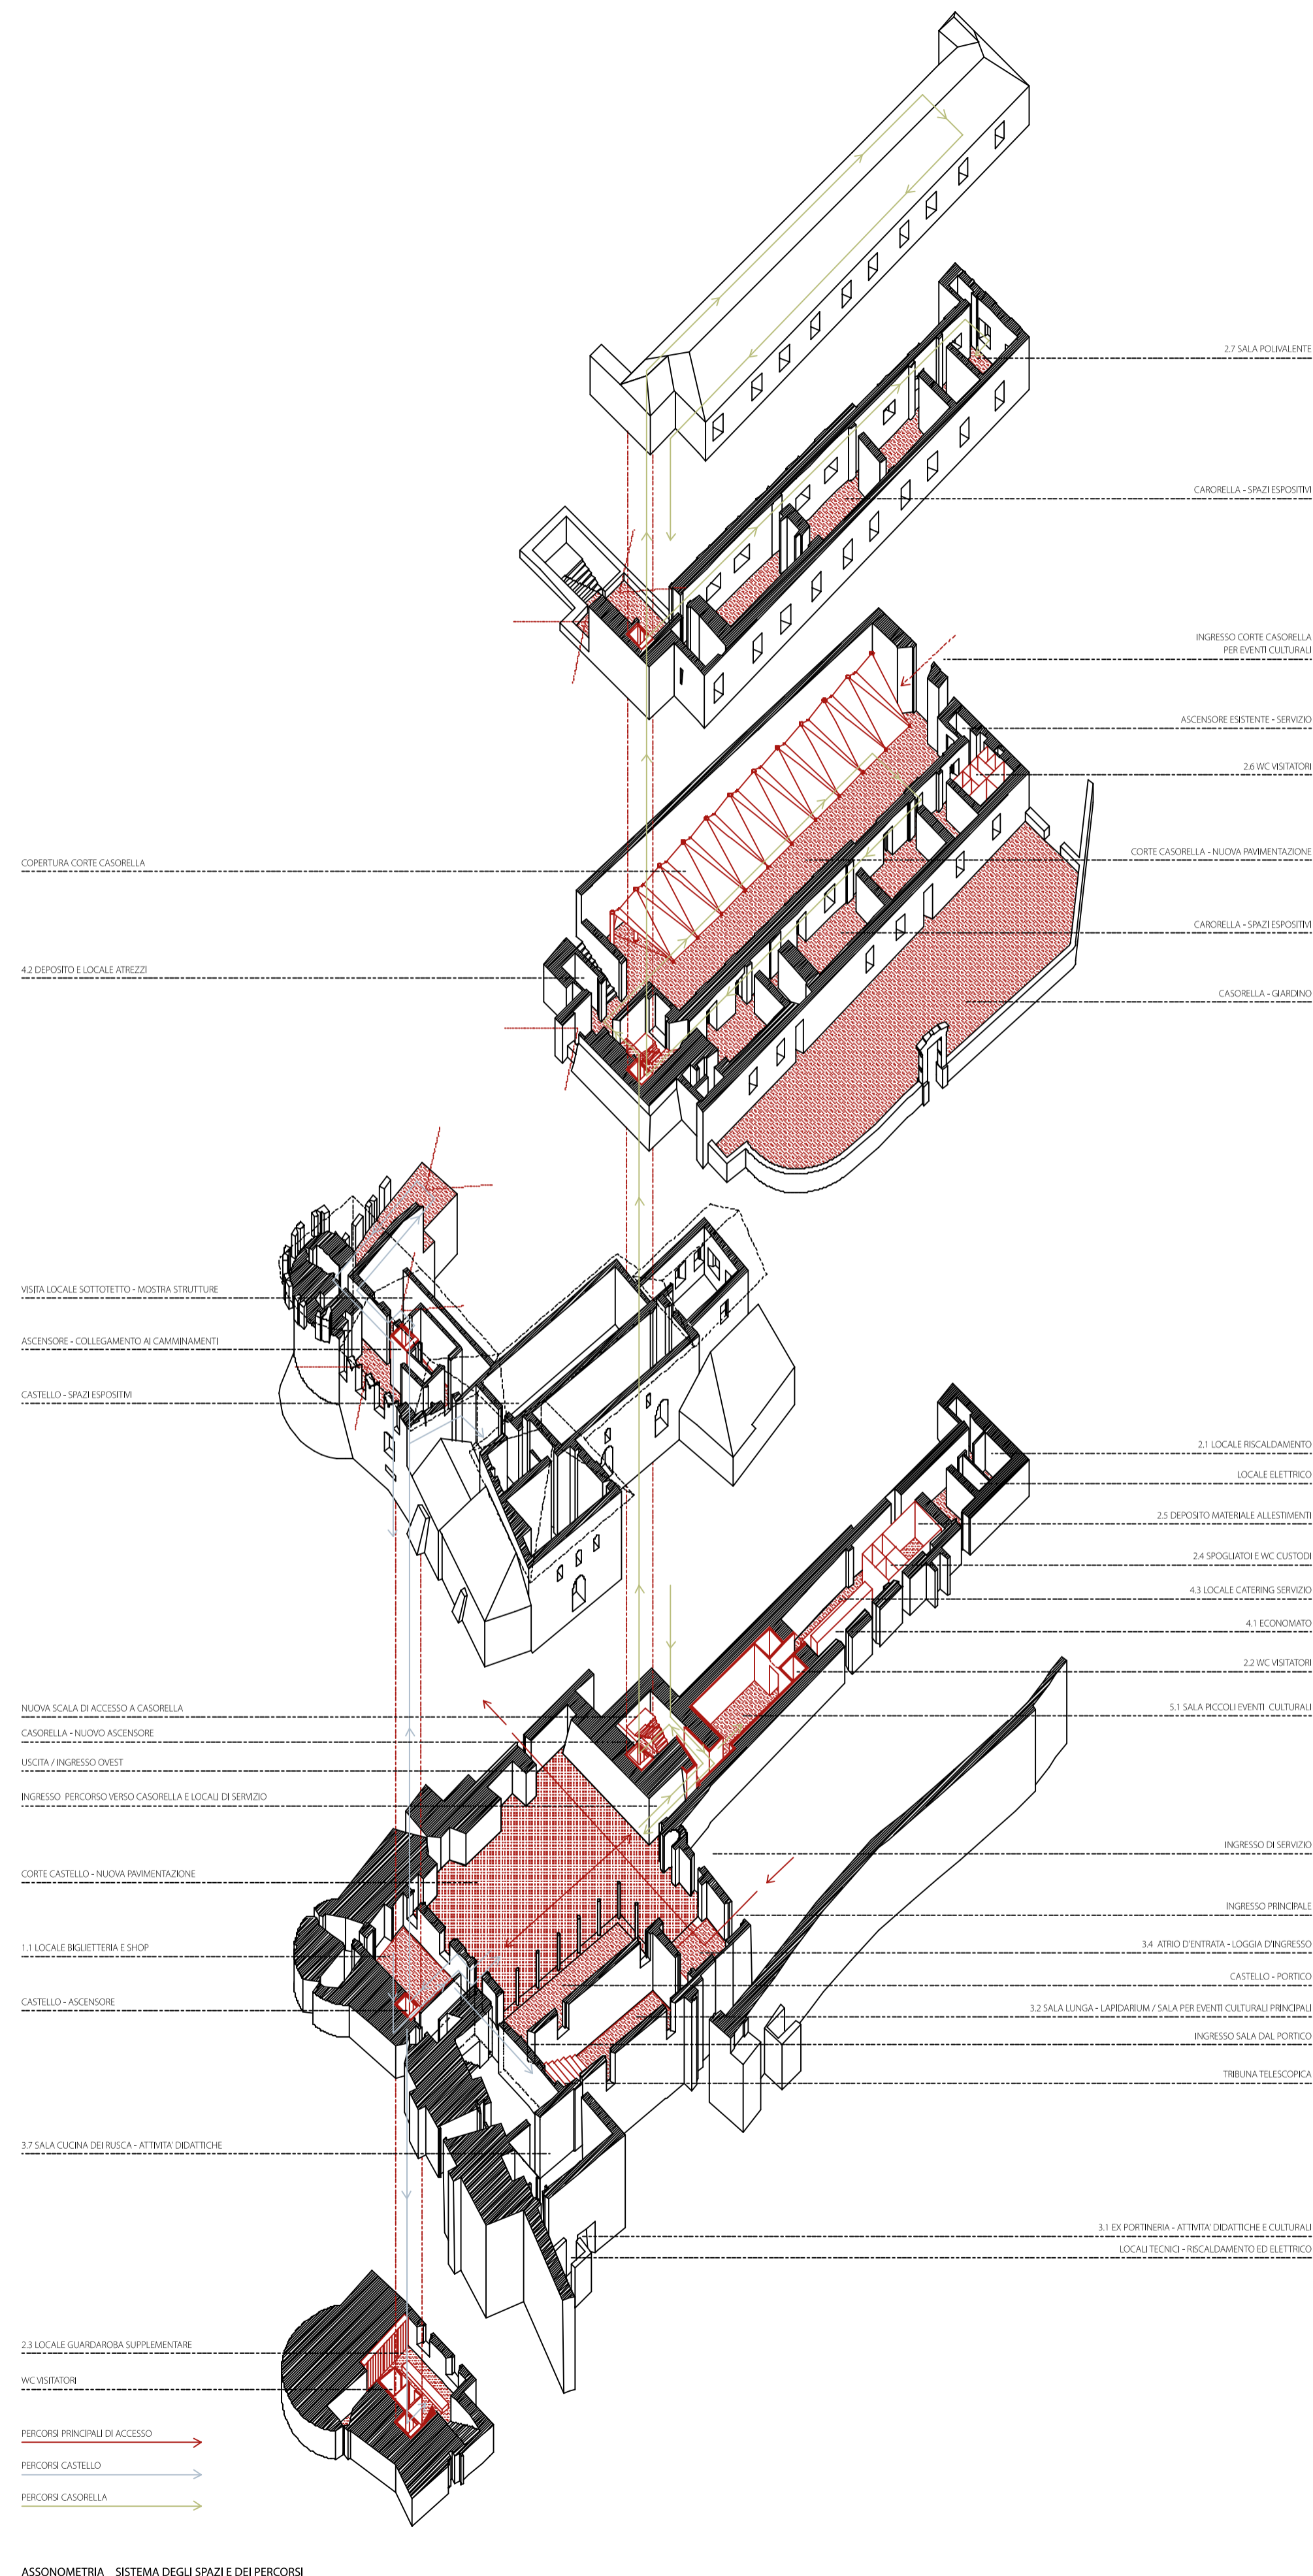 2.7 SALA POLIVALENTE
CARORELLA - SPAZI ESPOSITIVI
INGRESSO CORTE CASORELLA
PER EVENTI CULTURALI
ASCENSORE ESISTENTE - SERVIZIO
2.6 WC VISITATORI
CORTE CASORELLA - NUOVA PAVIMENTAZIONE
COPERTURA CORTE CASORELLA
CARORELLA - SPAZI ESPOSITIVI
4.2 DEPOSITO E LOCALE ATREZZI
CASORELLA - GIARDINO
VISITA LOCALE SOTTOTETTO - MOSTRA STRUTTURE
ASCENSORE - COLLEGAMENTO AI CAMMINAMENTI
CASTELLO - SPAZI ESPOSITIVI
2.1 LOCALE RISCALDAMENTO
LOCALE ELETTRICO
2.5 DEPOSITO MATERIALE ALLESTIMENTI
2.4 SPOGLIATOI E WC CUSTODI
4.3 LOCALE CATERING SERVIZIO
4.1 ECONOMATO
2.2 WC VISITATORI
5.1 SALA PICCOLI EVENTI CULTURALI
NUOVA SCALA DI ACCESSO A CASORELLA
CASORELLA - NUOVO ASCENSORE
USCITA / INGRESSO OVEST
INGRESSO PERCORSO VERSO CASORELLA E LOCALI DI SERVIZIO
INGRESSO DI SERVIZIO
CORTE CASTELLO - NUOVA PAVIMENTAZIONE
INGRESSO PRINCIPALE
1.1 LOCALE BIGLIETTERIA E SHOP
3.4 ATRIO D'ENTRATA - LOGGIA D'INGRESSO
CASTELLO - PORTICO
CASTELLO - ASCENSORE
3.2 SALA LUNGA - LAPIDARIUM / SALA PER EVENTI CULTURALI PRINCIPALI
INGRESSO SALA DAL PORTICO
TRIBUNA TELESCOPICA
3.7 SALA CUCINA DEI RUSCA - ATTIVITA' DIDATTICHE
3.1 EX PORTINERIA - ATTIVITA' DIDATTICHE E CULTURALI
LOCALI TECNICI - RISCALDAMENTO ED ELETTRICO
2.3 LOCALE GUARDAROBA SUPPLEMENTARE
WC VISITATORI
PERCORSI PRINCIPALI DI ACCESSO
PERCORSI CASTELLO
PERCORSI CASORELLA
ASSONOMETRIA SISTEMA DEGLI SPAZI E DEI PERCORSI